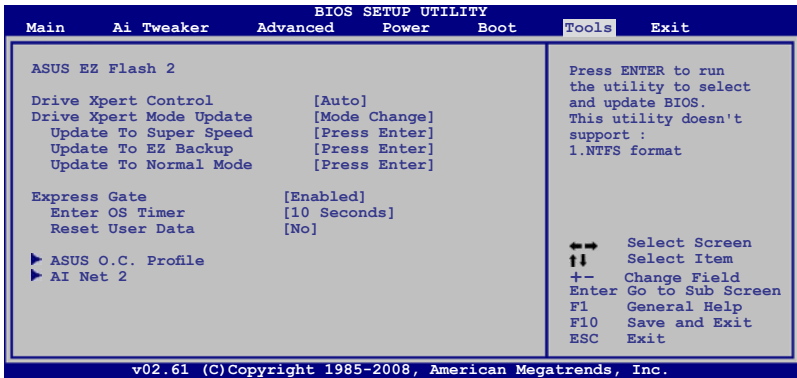 BIOS SETUP UTILITY
Main Ai Tweaker Advanced Power Boot Tools Exit
ASUS EZ Flash 2
Drive Xpert Control [Auto]
Drive Xpert Mode Update [Mode Change]
Update To Super Speed [Press Enter]
Update To EZ Backup [Press Enter]
Update To Normal Mode [Press Enter]
Express Gate [Enabled]
Enter OS Timer [10 Seconds]
Reset User Data [No]
ASUS O.C. Profile
AI Net 2
Press ENTER to run
the utility to select
and update BIOS.
This utility doesn't
support :
1.NTFS format
Select Screen
Select Item
+- Change Field
Enter Go to Sub Screen
F1 General Help
F10 Save and Exit
ESC Exit
v02.61 (C)Copyright 1985-2008, American Megatrends, Inc.